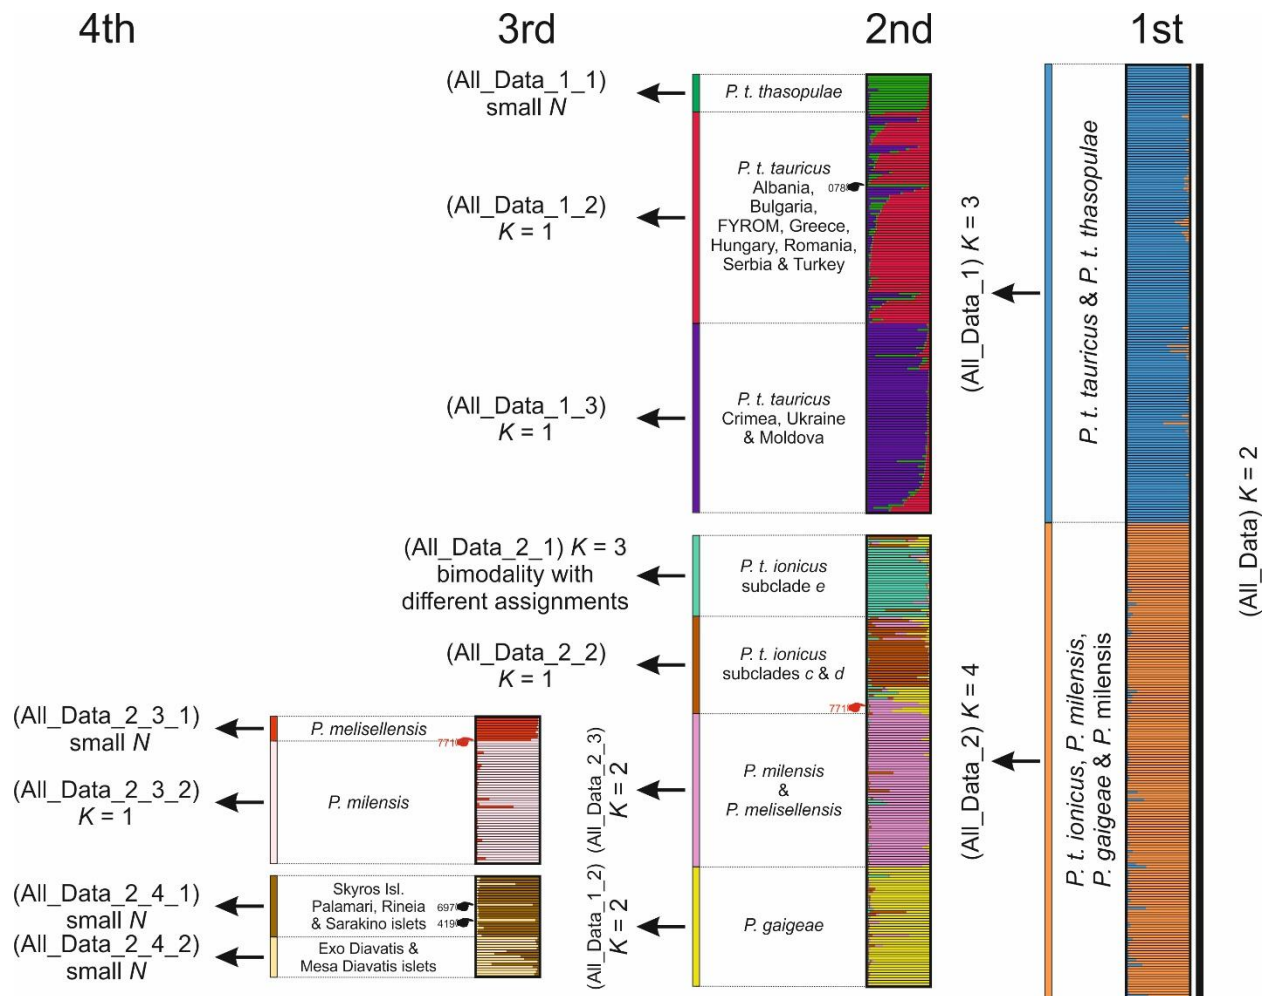 4th
3rd
2nd
1st
(All_Data_1_1)
small N
P. t. thasopulae
(All_Data_1_2)
K = 1
P. t. tauricus
Albania,
Bulgaria,
FYROM, Greece,
Hungary, Romania,
Serbia & Turkey
078
(All_Data_1_3)
K = 1
P. t. tauricus
Crimea, Ukraine
& Moldova
(All_Data_1) K = 3
P. t. tauricus & P. t. thasopulae
(All_Data) K = 2
(All_Data_2_1) K = 3
bimodality with
different assignments
P. t. ionicus
subclade e
(All_Data_2_2)
K = 1
P. t. ionicus
subclades c & d
771
(All_Data_2) K = 4
P. t. ionicus, P. milensis,
P. gaigeae & P. milensis
(All_Data_2_3_1)
small N
P. melisellensis
771
(All_Data_2_3_2)
K = 1
P. milensis
(All_Data_2_3)
K = 2
P. milensis
&
P. melisellensis
(All_Data_2_4_1)
small N
Skyros Isl.
Palamari, Rineia
& Sarakino islets
697
419
(All_Data_2_4_2)
small N
Exo Diavatis &
Mesa Diavatis islets
(All_Data_1_2)
K = 2
P. gaigeae